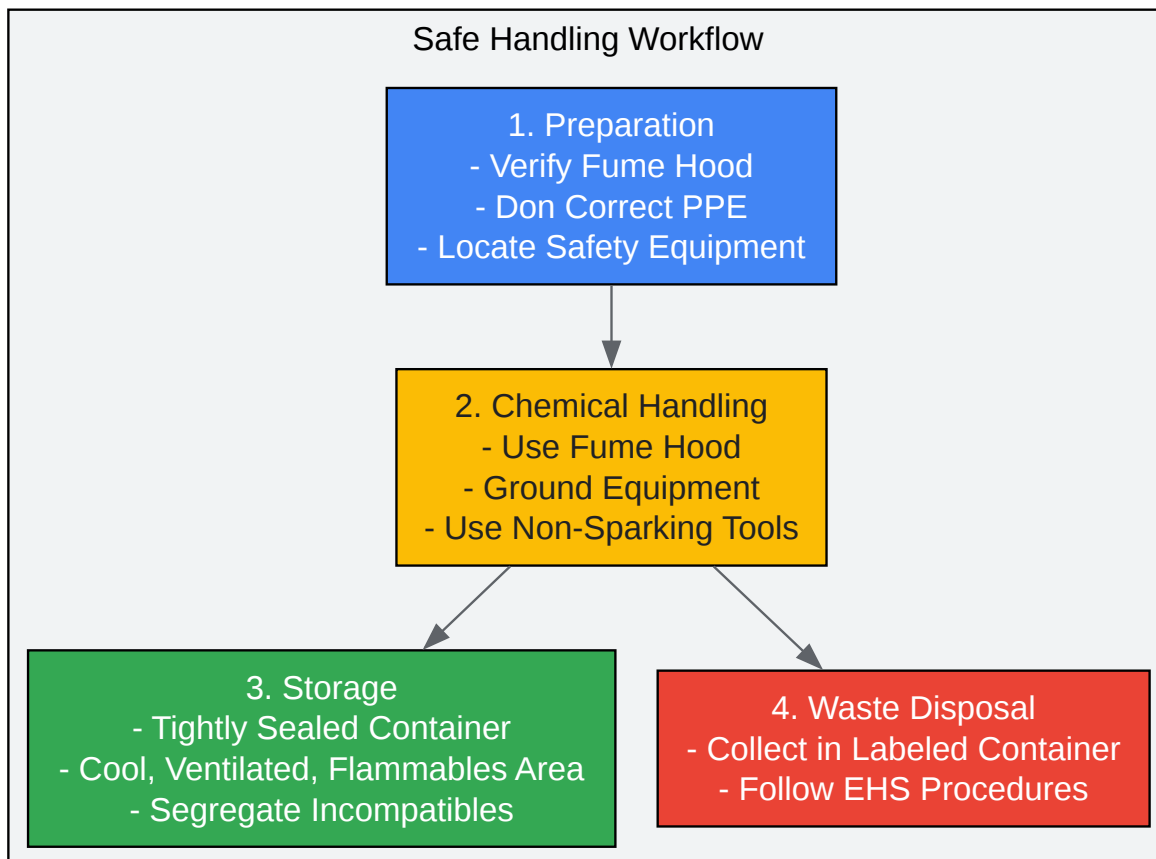 Safe Handling Workflow
1. Preparation
- Verify Fume Hood
- Don Correct PPE
- Locate Safety Equipment
2. Chemical Handling
- Use Fume Hood
- Ground Equipment
- Use Non-Sparking Tools
3. Storage
- Tightly Sealed Container
- Cool, Ventilated, Flammables Area
- Segregate Incompatibles
4. Waste Disposal
- Collect in Labeled Container
- Follow EHS Procedures